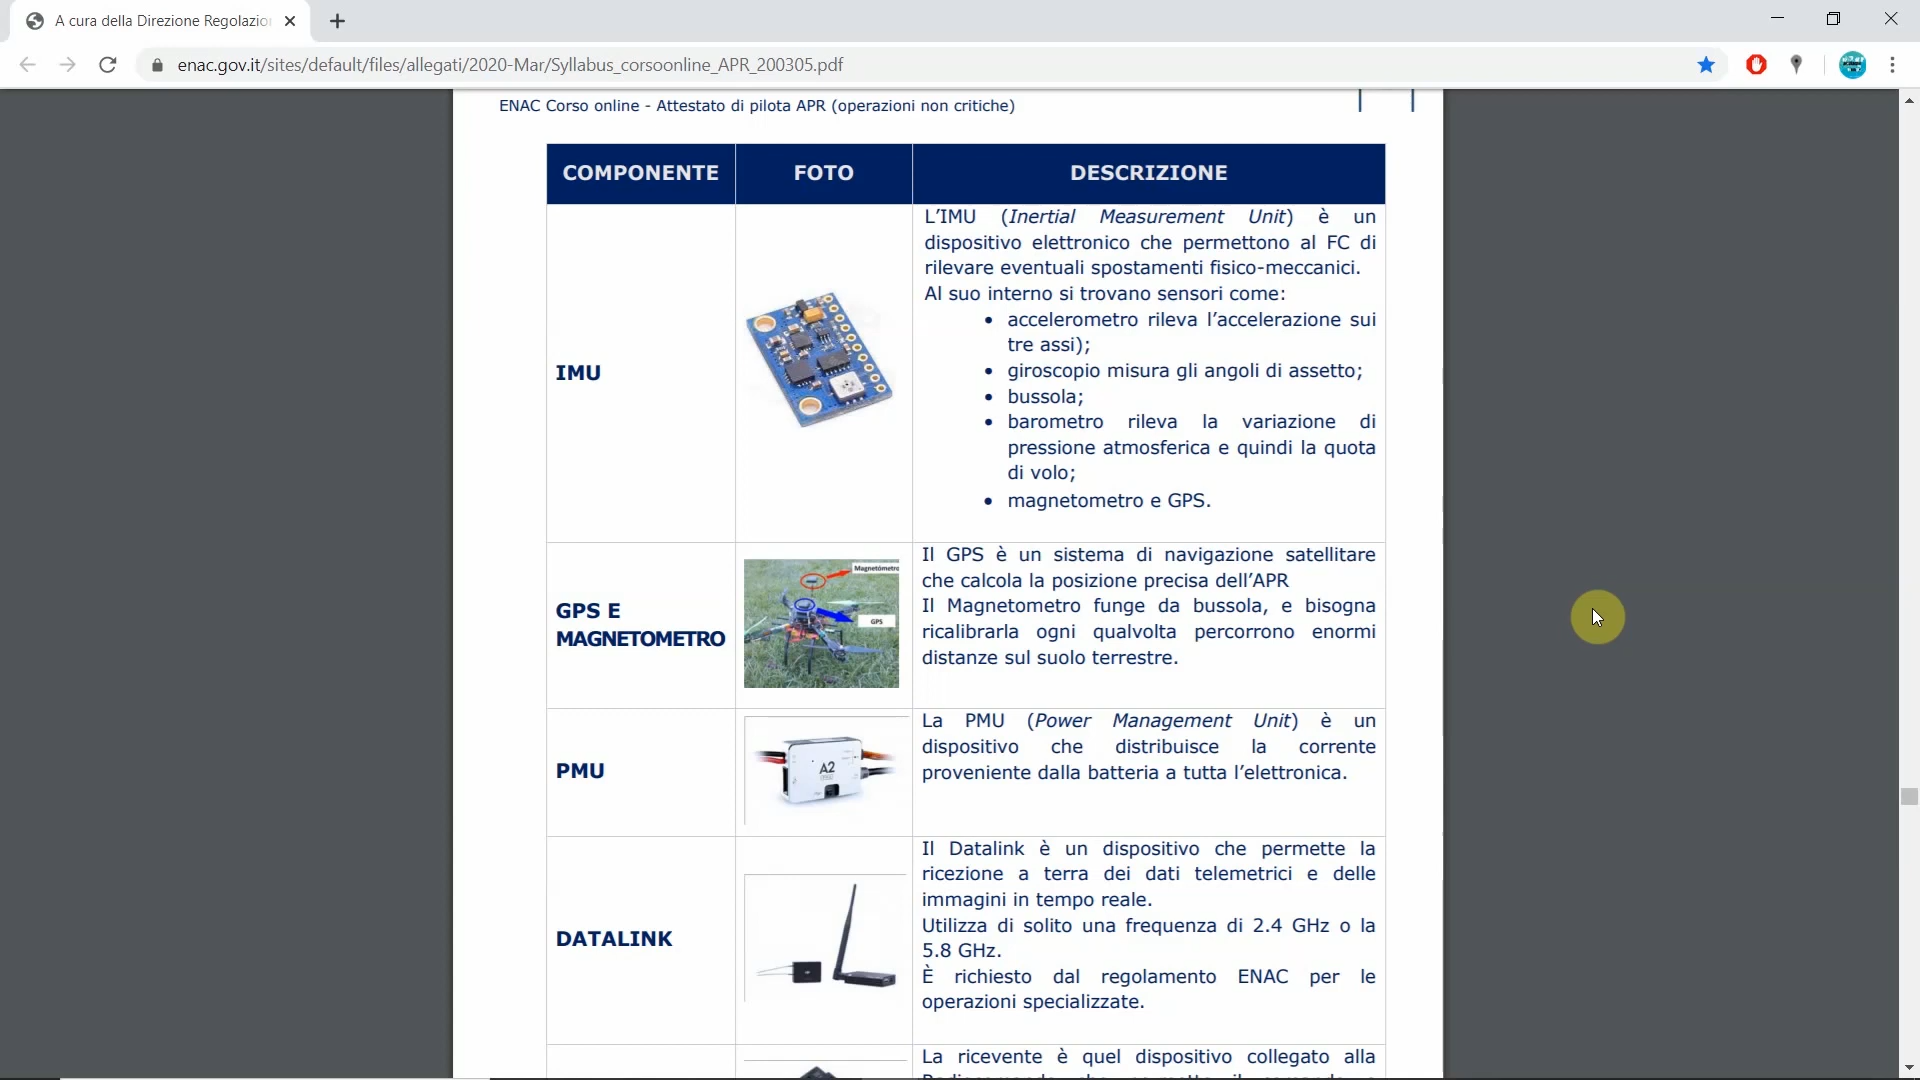 A cura della Direzione Regolazio
enac.gov.it/sites/default/files/allegati/2020-Mar/Syllabus_corsoonline_APR_200305.pdf
ENAC Corso online - Attestato di pilota APR (operazioni non critiche)
COMPONENTE FOTO DESCRIZIONE
IMU
L’IMU (Inertial Measurement Unit) è un
dispositivo elettronico che permettono al FC di
rilevare eventuali spostamenti fisico-meccanici.
Al suo interno si trovano sensori come:
• accelerometro rileva l’accelerazione sui
tre assi);
• giroscopio misura gli angoli di assetto;
• bussola;
• barometro rileva la variazione di
pressione atmosferica e quindi la quota
di volo;
• magnetometro e GPS.
GPS E
MAGNETOMETRO
Magnetómetro
GPS
Il GPS è un sistema di navigazione satellitare
che calcola la posizione precisa dell’APR
Il Magnetometro funge da bussola, e bisogna
ricalibrarla ogni qualvolta percorrono enormi
distanze sul suolo terrestre.
PMU
A2
La PMU (Power Management Unit) è un
dispositivo che distribuisce la corrente
proveniente dalla batteria a tutta l’elettronica.
DATALINK
Il Datalink è un dispositivo che permette la
ricezione a terra dei dati telemetrici e delle
immagini in tempo reale.
Utilizza di solito una frequenza di 2.4 GHz o la
5.8 GHz.
È richiesto dal regolamento ENAC per le
operazioni specializzate.
La ricevente è quel dispositivo collegato alla